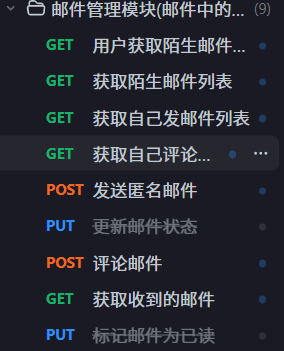 邮件管理模块(邮件中的... (9)
GET 用户获取陌生邮件...
GET 获取陌生邮件列表
GET 获取自己发邮件列表
GET 获取自己评论... ...
POST 发送匿名邮件
PUT 更新邮件状态
POST 评论邮件
GET 获取收到的邮件
PUT 标记邮件为已读